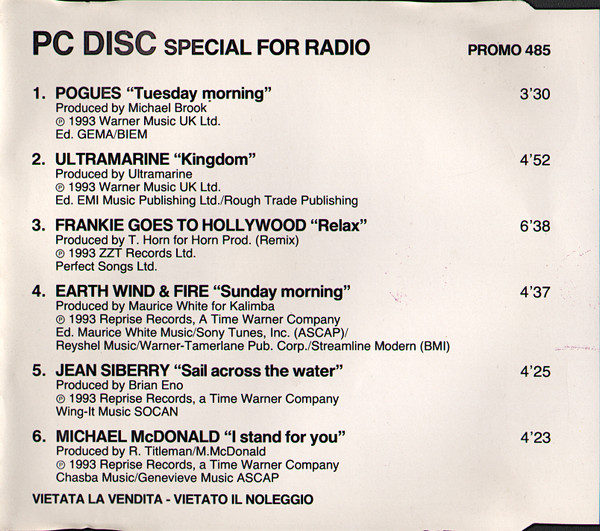 PC DISC SPECIAL FOR RADIO PROMO 485
1. POGUES “Tuesday morning” 3'30
Produced by Michael Brook
℗ 1993 Warner Music UK Ltd.
Ed. GEMA/BIEM
2. ULTRAMARINE “Kingdom” 4'52
Produced by Ultramarine
℗ 1993 Warner Music UK Ltd.
Ed. EMI Music Publishing Ltd./Rough Trade Publishing
3. FRANKIE GOES TO HOLLYWOOD “Relax” 6'38
Produced by T. Horn for Horn Prod. (Remix)
℗ 1993 ZZT Records Ltd.
Perfect Songs Ltd.
4. EARTH WIND & FIRE “Sunday morning” 4'37
Produced by Maurice White for Kalimba
℗ 1993 Reprise Records, A Time Warner Company
Ed. Maurice White Music/Sony Tunes, Inc. (ASCAP)/
Reyshel Music/Warner-Tamerlane Pub. Corp./Streamline Modern (BMI)
5. JEAN SIBERRY “Sail across the water” 4'25
Produced by Brian Eno
℗ 1993 Reprise Records, a Time Warner Company
Wing-It Music SOCAN
6. MICHAEL McDONALD “I stand for you” 4'23
Produced by R. Titleman/M.McDonald
℗ 1993 Reprise Records, a Time Warner Company
Chasba Music/Genevieve Music ASCAP
VIETATA LA VENDITA - VIETATO IL NOLEGGIO